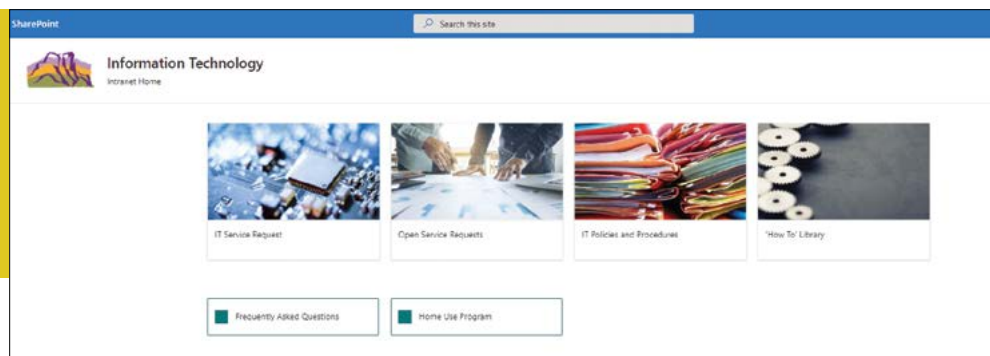 SharePoint
Search this site
Information Technology
Intranet Home
IT Service Request
Open Service Requests
IT Policies and Procedures
'How To' Library
Frequently Asked Questions
Home Use Program